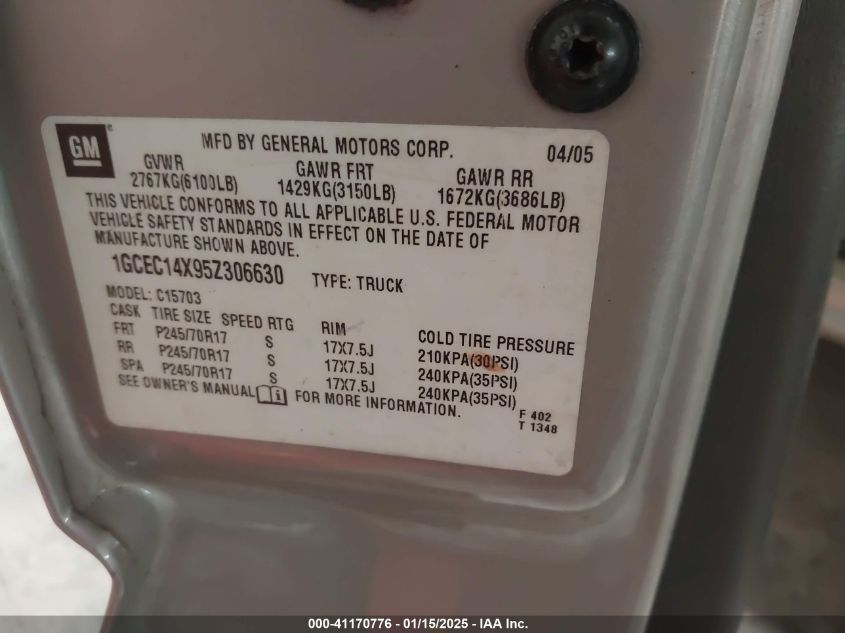 GM
MFD BY GENERAL MOTORS CORP. 04/05
GVWR GAWR FRT GAWR RR
2767KG(6100LB) 1429KG(3150LB) 1672KG(3686LB)
THIS VEHICLE CONFORMS TO ALL APPLICABLE U.S. FEDERAL MOTOR
VEHICLE SAFETY STANDARDS IN EFFECT ON THE DATE OF
MANUFACTURE SHOWN ABOVE.
1GCEC14X95Z306630 TYPE: TRUCK
MODEL: C15703
CASK TIRE SIZE SPEED RTG RIM COLD TIRE PRESSURE
FRT P245/70R17 S 17X7.5J 210KPA(30PSI)
RR P245/70R17 S 17X7.5J 240KPA(35PSI)
SPA P245/70R17 S 17X7.5J 240KPA(35PSI)
SEE OWNER'S MANUAL FOR MORE INFORMATION.
F 402
T 1348
000-41170776 - 01/15/2025 - IAA Inc.